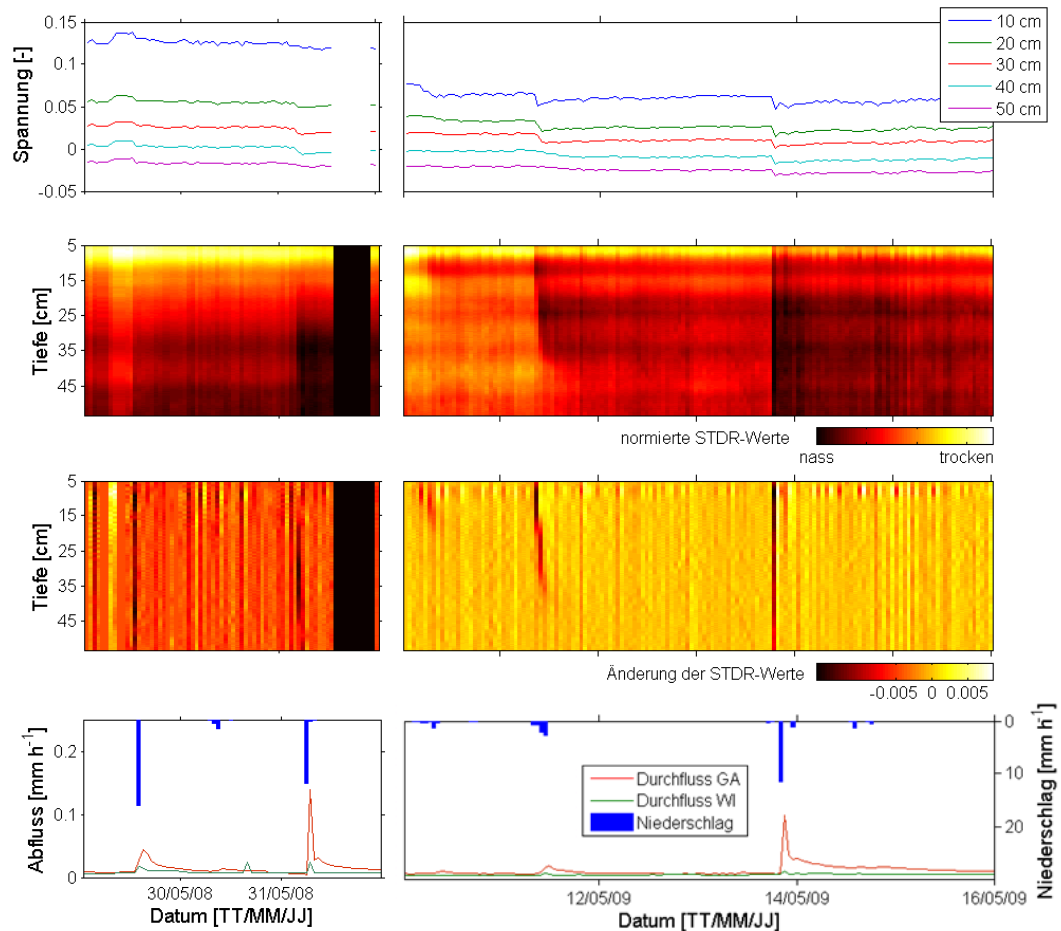 0.15
0.1
0.05
0
-0.05
Spannung [-]
10 cm
20 cm
30 cm
40 cm
50 cm
5
15
25
35
45
Tiefe [cm]
normierte STDR-Werte
nass
trocken
5
15
25
35
45
Tiefe [cm]
Änderung der STDR-Werte
-0.005 0 0.005
0.2
0.1
0
Abfluss [mm h⁻¹]
30/05/08
31/05/08
Datum [TT/MM/JJ]
Durchfluss GA
Durchfluss WI
Niederschlag
12/05/09
14/05/09
16/05/09
Datum [TT/MM/JJ]
0
10
20
Niederschlag [mm h⁻¹]